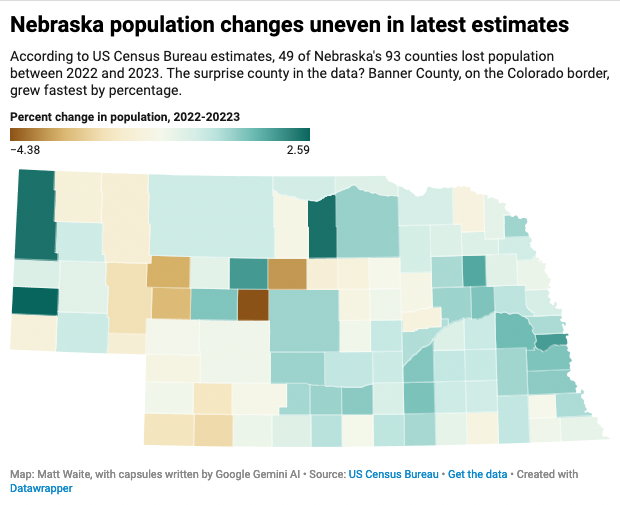 Nebraska population changes uneven in latest estimates
According to US Census Bureau estimates, 49 of Nebraska's 93 counties lost population
between 2022 and 2023. The surprise county in the data? Banner County, on the Colorado border,
grew fastest by percentage.
Percent change in population, 2022-20223
−4.38 2.59
Map: Matt Waite, with capsules written by Google Gemini AI • Source: US Census Bureau • Get the data • Created with
Datawrapper